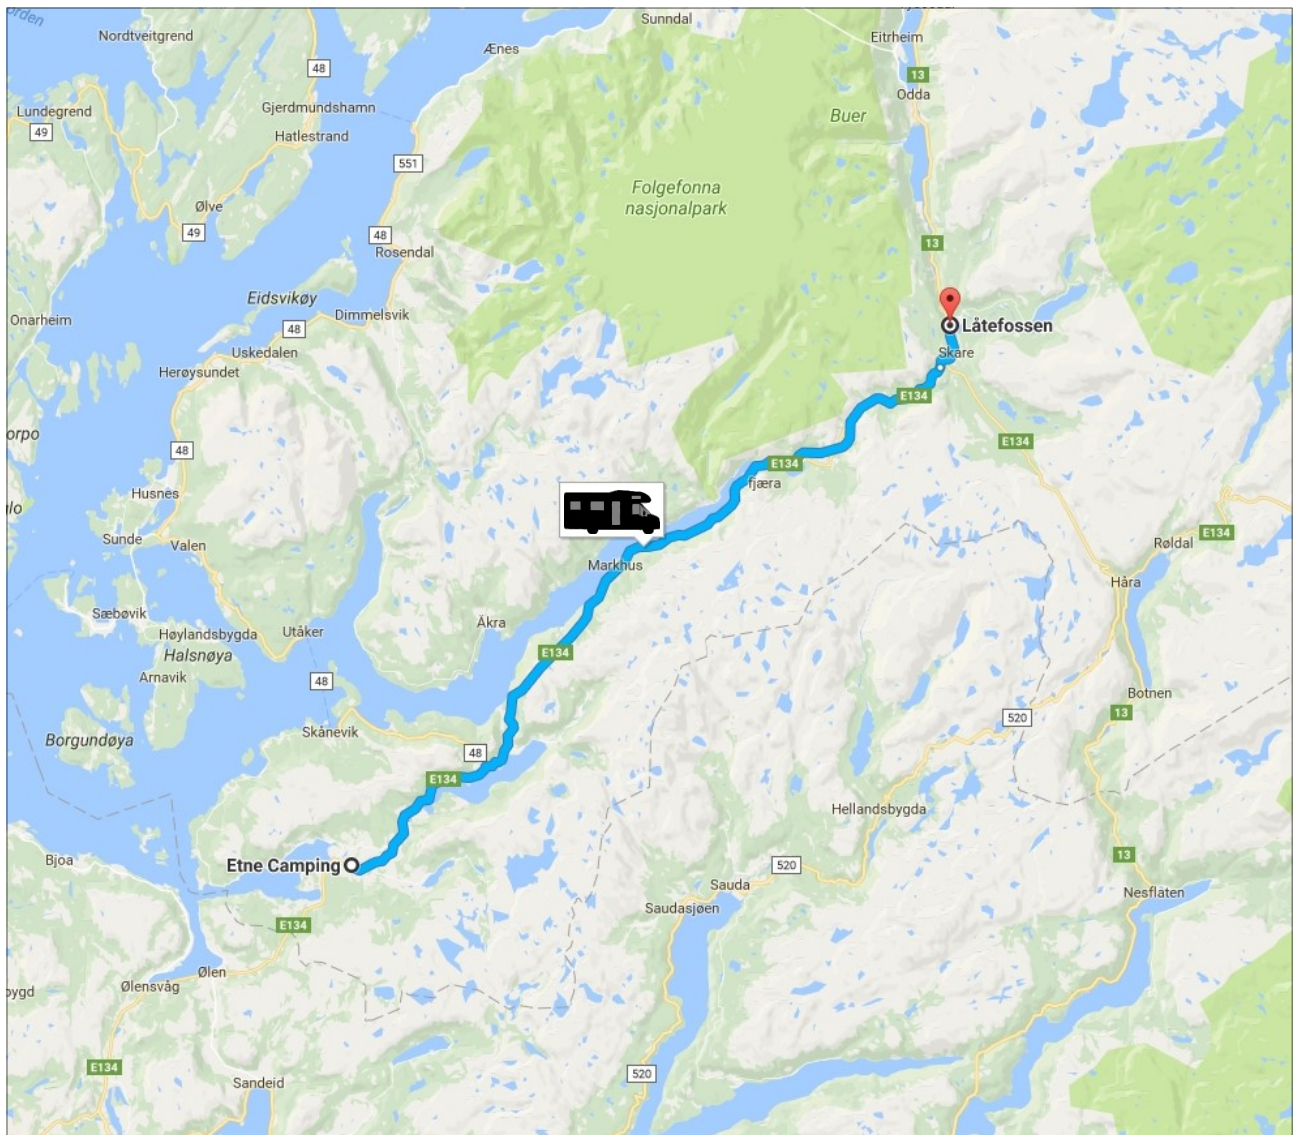 Sunndal
Nordtveitgrend
Ænes
Eitrheim
48
13
Odda
Lundegrend
49
Gjerdmundshamn
Hatlestrand
Buer
551
Folgefonna
nasjonalpark
Ølve
49
48
Rosendal
13
Eidsvikøy
Onarheim
Dimmelsvik
48
Låtefossen
Uskedalen
Skare
Herøysundet
E134
48
E134
E134
fjæra
Husnes
Sunde
Valen
E134
Røldal
Markhus
Håra
Sæbøvik
Åkra
Høylandsbygda
Utåker
Halsnøya
E134
Arnavik
48
Botnen
13
520
Skånevik
Borgundøya
48
E134
Hellandsbygda
13
Bjoa
Etne Camping
520
Sauda
Nesflaten
Saudasjøen
E134
Ølen
Ølensvåg
E134
520
Sandeid